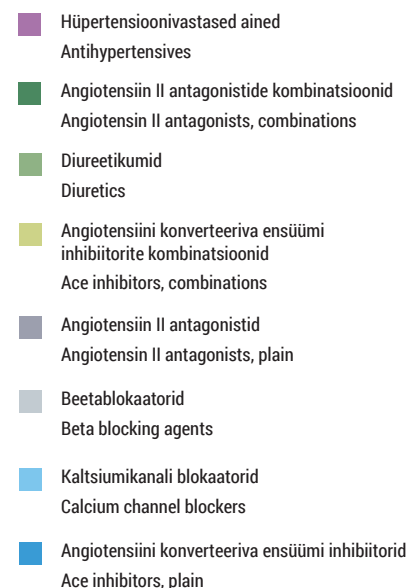 Hüpertensioonivastased ained
Antihypertensives
Angiotensiin II antagonistide kombinatsioonid
Angiotensin II antagonists, combinations
Diureetikumid
Diuretics
Angiotensiini konverteeriva ensüümi
inhibiitorite kombinatsioonid
Ace inhibitors, combinations
Angiotensiin II antagonistid
Angiotensin II antagonists, plain
Beetablokaatorid
Beta blocking agents
Kaltsiumikanali blokaatorid
Calcium channel blockers
Angiotensiini konverteeriva ensüümi inhibiitorid
Ace inhibitors, plain